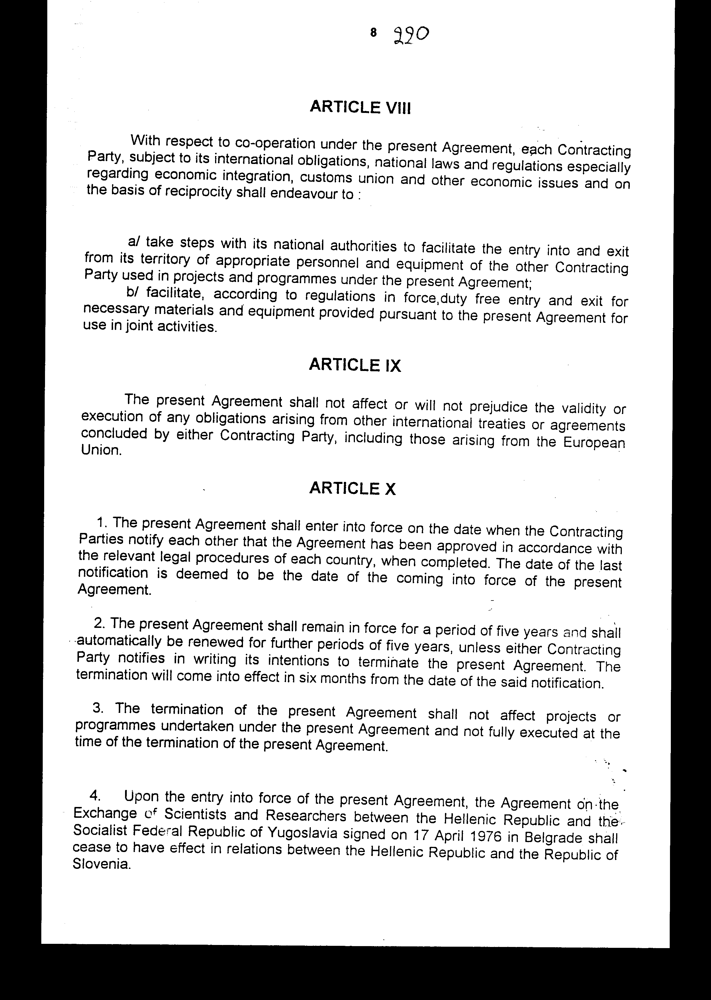 8 220
ARTICLE VIII
With respect to co-operation under the present Agreement, each Contracting
Party, subject to its international obligations, national laws and regulations especially
regarding economic integration, customs union and other economic issues and on
the basis of reciprocity shall endeavour to :
a/ take steps with its national authorities to facilitate the entry into and exit
from its territory of appropriate personnel and equipment of the other Contracting
Party used in projects and programmes under the present Agreement;
b/ facilitate, according to regulations in force,duty free entry and exit for
necessary materials and equipment provided pursuant to the present Agreement for
use in joint activities.
ARTICLE IX
The present Agreement shall not affect or will not prejudice the validity or
execution of any obligations arising from other international treaties or agreements
concluded by either Contracting Party, including those arising from the European
Union.
ARTICLE X
1. The present Agreement shall enter into force on the date when the Contracting
Parties notify each other that the Agreement has been approved in accordance with
the relevant legal procedures of each country, when completed. The date of the last
notification is deemed to be the date of the coming into force of the present
Agreement.
2. The present Agreement shall remain in force for a period of five years and shall
automatically be renewed for further periods of five years, unless either Contracting
Party notifies in writing its intentions to terminate the present Agreement. The
termination will come into effect in six months from the date of the said notification.
3. The termination of the present Agreement shall not affect projects or
programmes undertaken under the present Agreement and not fully executed at the
time of the termination of the present Agreement.
4. Upon the entry into force of the present Agreement, the Agreement on the
Exchange of Scientists and Researchers between the Hellenic Republic and the
Socialist Federal Republic of Yugoslavia signed on 17 April 1976 in Belgrade shall
cease to have effect in relations between the Hellenic Republic and the Republic of
Slovenia.